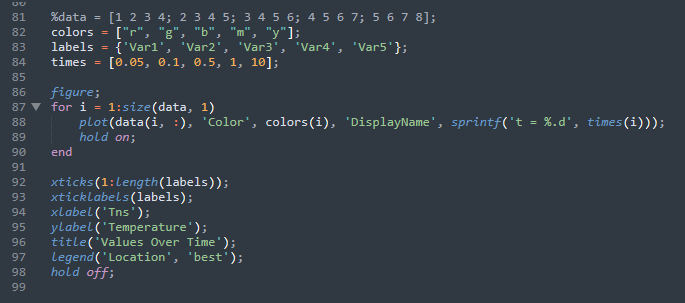 80
81 %data = [1 2 3 4; 2 3 4 5; 3 4 5 6; 4 5 6 7; 5 6 7 8];
82 colors = ["r", "g", "b", "m", "y"];
83 labels = {'Var1', 'Var2', 'Var3', 'Var4', 'Var5'};
84 times = [0.05, 0.1, 0.5, 1, 10];
85
86 figure;
87 for i = 1:size(data, 1)
88     plot(data(i, :), 'Color', colors(i), 'DisplayName', sprintf('t = %.d', times(i)));
89     hold on;
90 end
91
92 xticks(1:length(labels));
93 xticklabels(labels);
94 xlabel('Tns');
95 ylabel('Temperature');
96 title('Values Over Time');
97 legend('Location', 'best');
98 hold off;
99